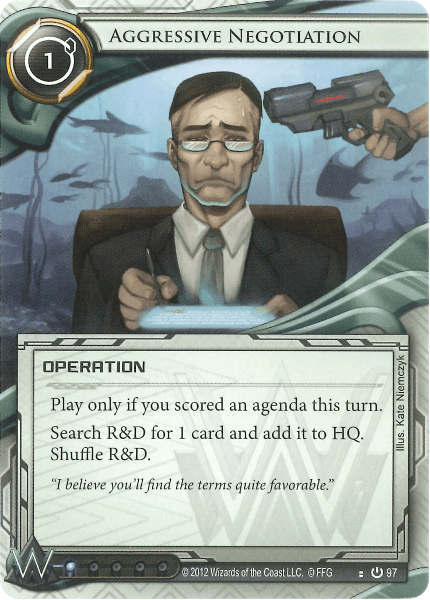 AGGRESSIVE NEGOTIATION
1
OPERATION
Play only if you scored an agenda this turn.
Search R&D for 1 card and add it to HQ.
Shuffle R&D.
“I believe you’ll find the terms quite favorable.”
Illus. Kate Niemczyk
© 2012 Wizards of the Coast LLC. © FFG
97